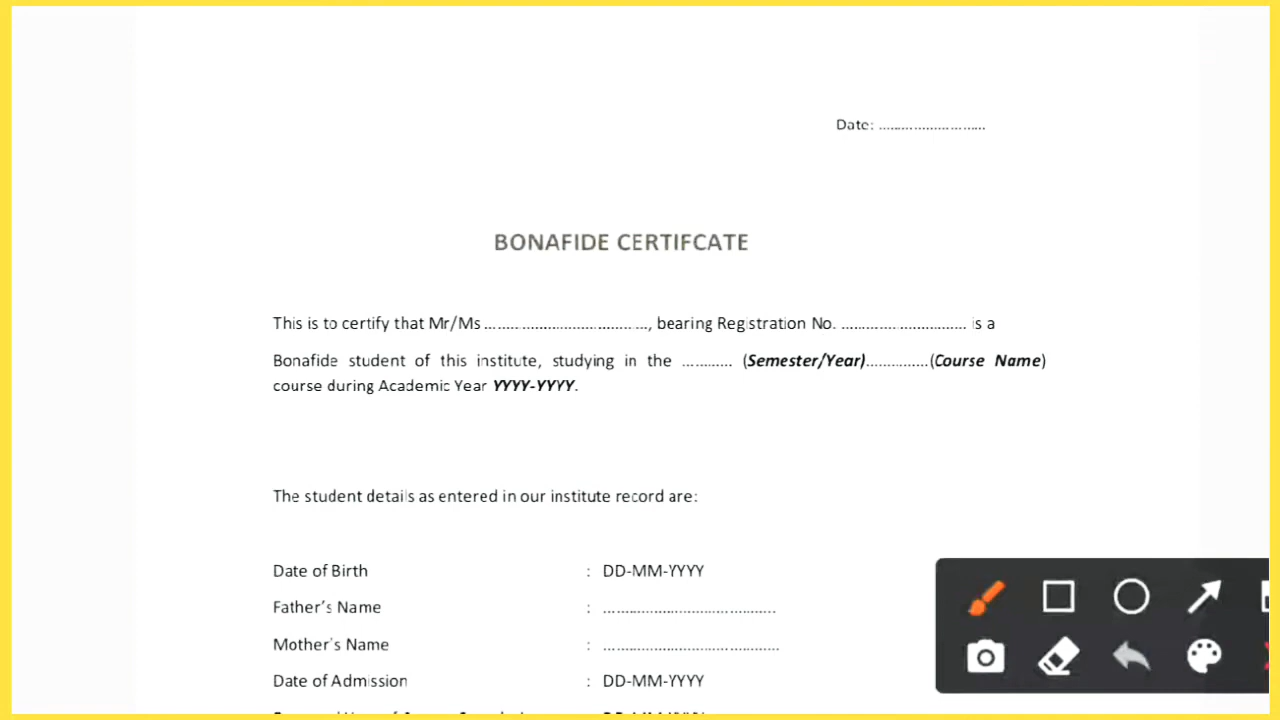 Date: ...........................
BONAFIDE CERTIFCATE
This is to certify that Mr/Ms ........................................, bearing Registration No. ............................... is a
Bonafide student of this institute, studying in the ............ (Semester/Year)...............(Course Name)
course during Academic Year YYYY-YYYY.
The student details as entered in our institute record are:
Date of Birth : DD-MM-YYYY
Father's Name : ..........................................
Mother's Name : ..........................................
Date of Admission : DD-MM-YYYY